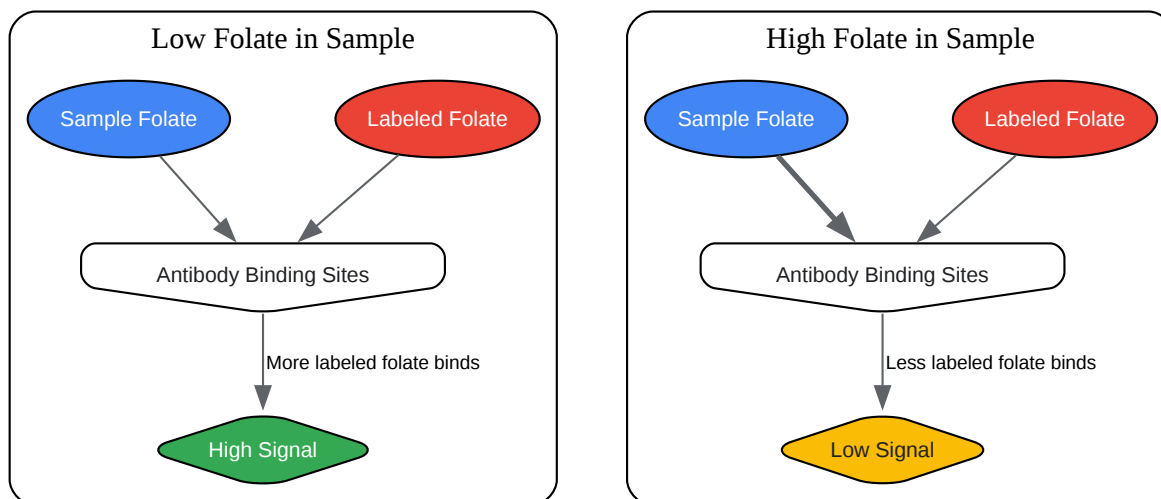 Low Folate in Sample
Sample Folate
Labeled Folate
Antibody Binding Sites
More labeled folate binds
High Signal
High Folate in Sample
Sample Folate
Labeled Folate
Antibody Binding Sites
Less labeled folate binds
Low Signal